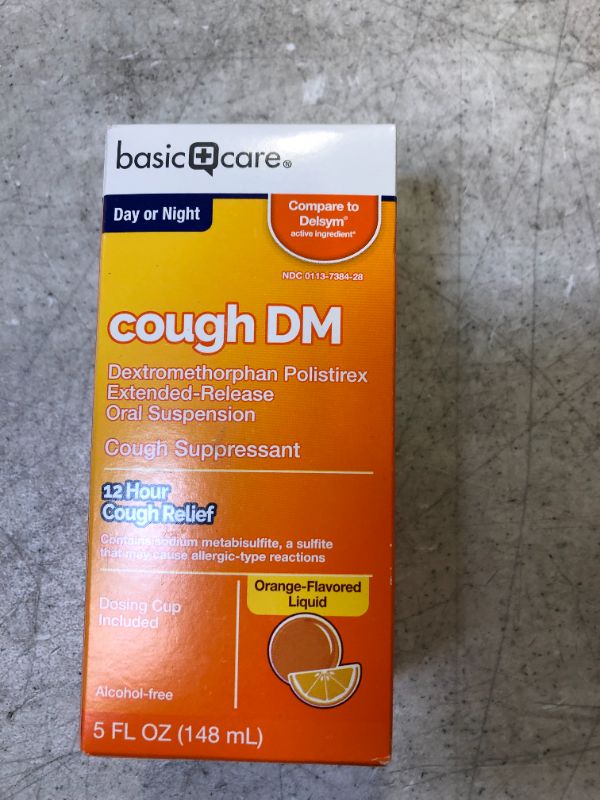 basic care®
Day or Night
Compare to
Delsym®
active ingredient*
NDC 0113-7384-28
cough DM
Dextromethorphan Polistirex
Extended-Release
Oral Suspension
Cough Suppressant
12 Hour
Cough Relief
Contains sodium metabisulfite, a sulfite
that may cause allergic-type reactions
Dosing Cup
Included
Orange-Flavored
Liquid
Alcohol-free
5 FL OZ (148 mL)